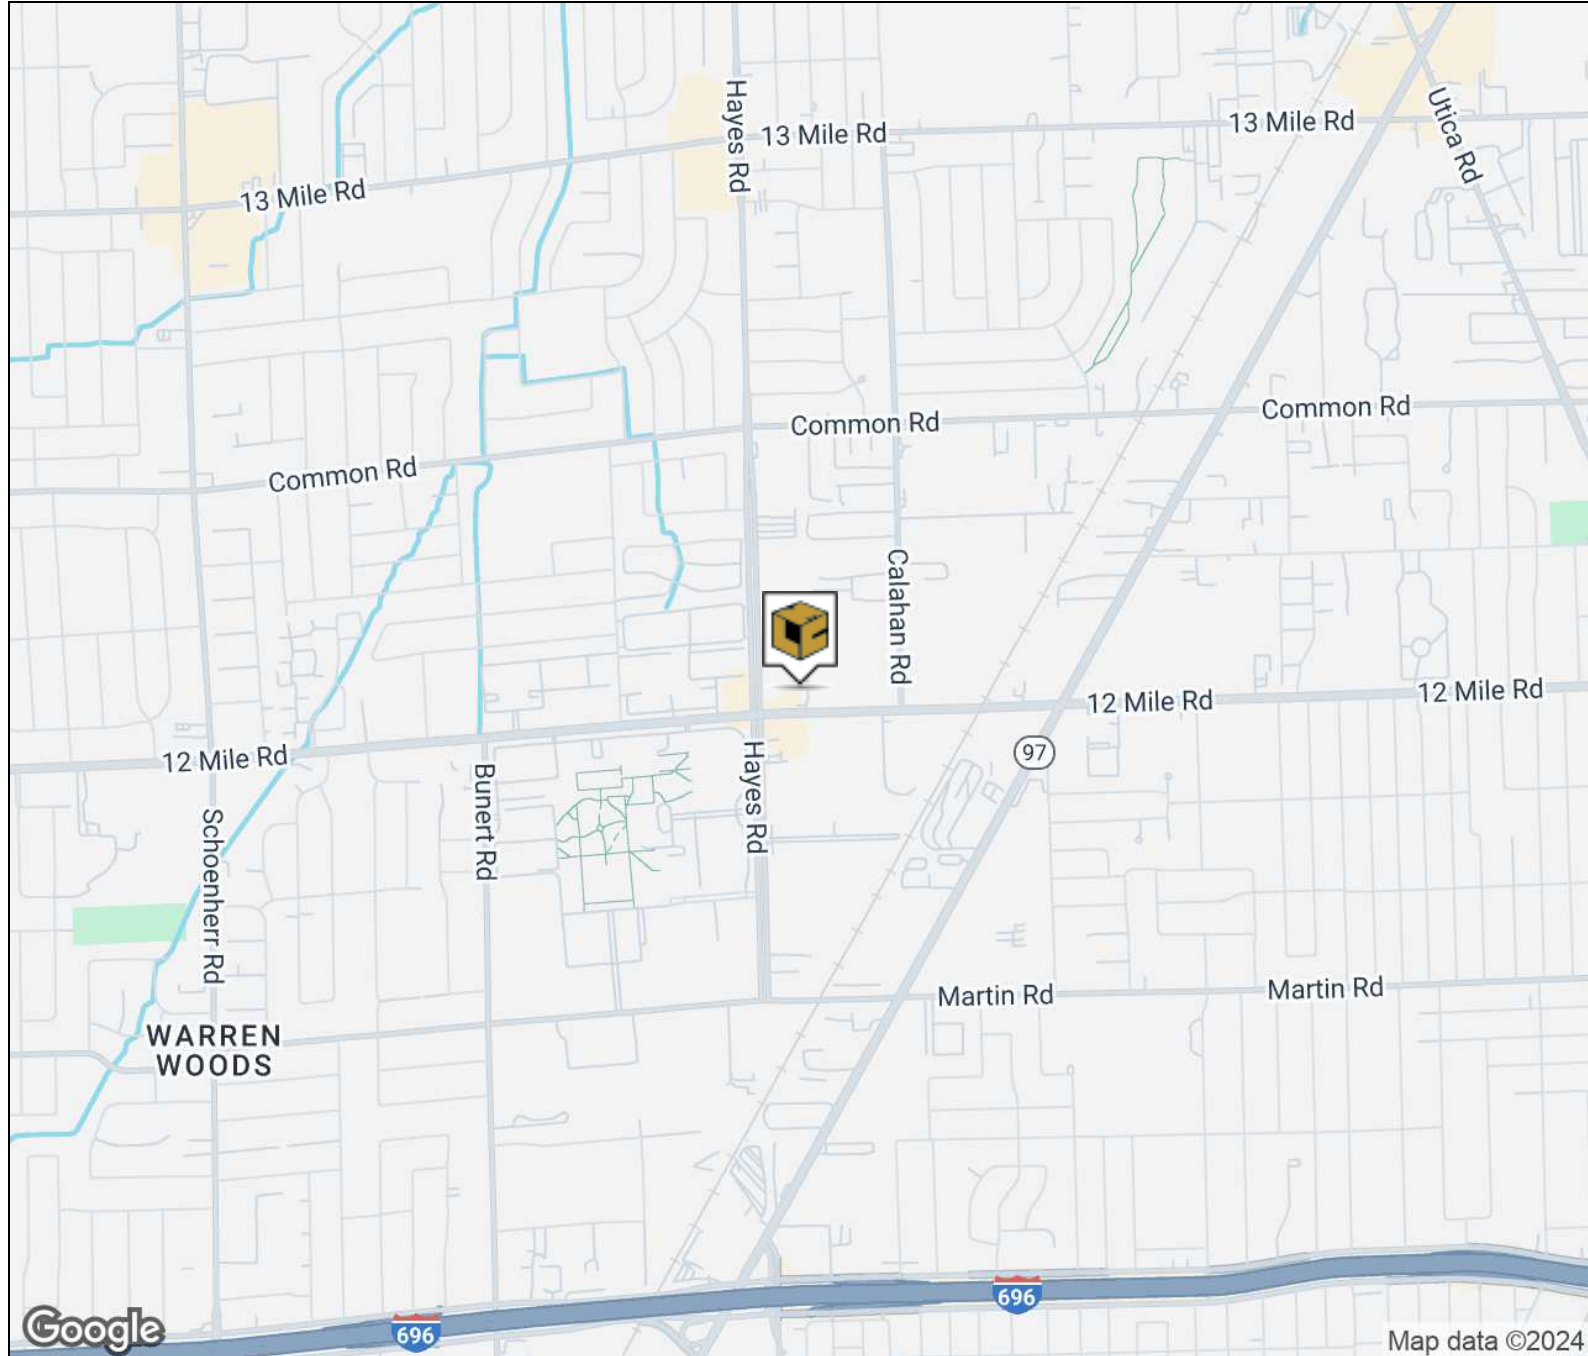 Hayes Rd
13 Mile Rd
13 Mile Rd
Utica Rd
13 Mile Rd
Common Rd
Common Rd
Common Rd
Calahan Rd
12 Mile Rd
12 Mile Rd
12 Mile Rd
97
Hayes Rd
Bunert Rd
Schoenherr Rd
Martin Rd
Martin Rd
WARREN
WOODS
696
696
Google
Map data ©2024